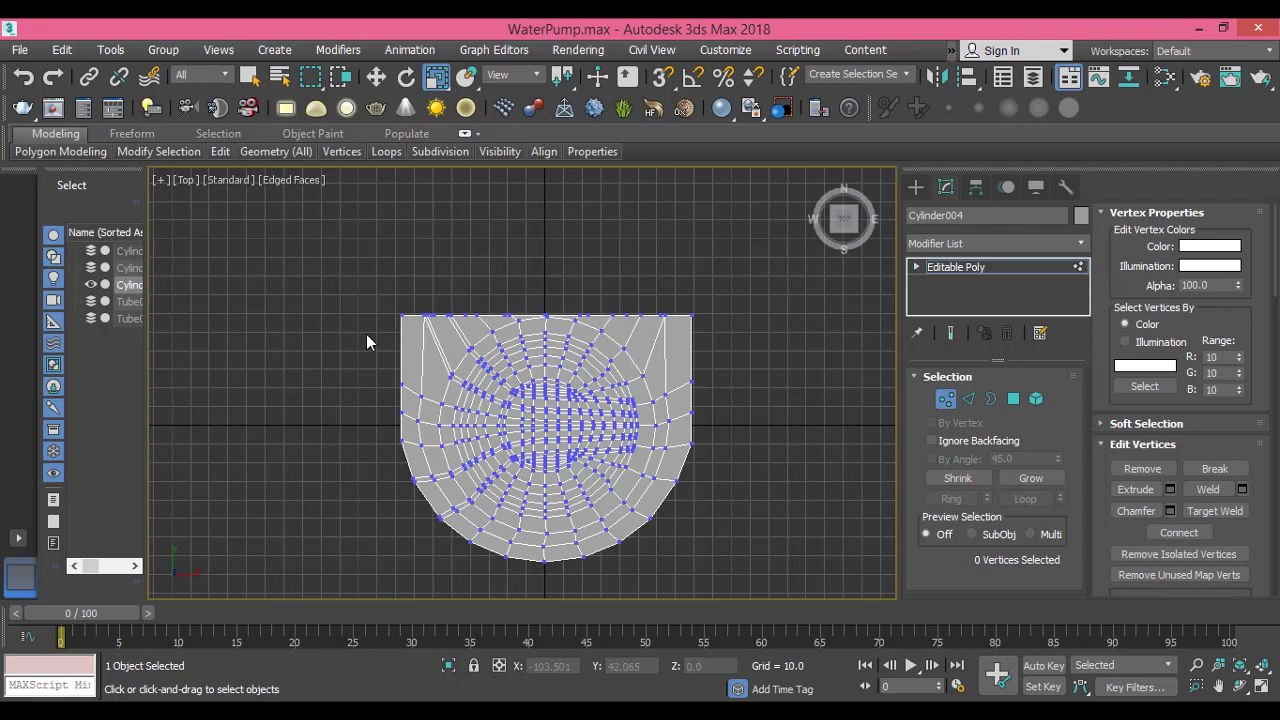 WaterPump.max - Autodesk 3ds Max 2018
File Edit Tools Group Views Create Modifiers Animation Graph Editors Rendering Civil View Customize Scripting Content » Sign In Workspaces: Default
All View Create Selection Se
Modeling Freeform Selection Object Paint Populate
Polygon Modeling Modify Selection Edit Geometry (All) Vertices Loops Subdivision Visibility Align Properties
Select
[+] [Top] [Standard] [Edged Faces]
Name (Sorted As
Cylin
Cylin
Cylin
Tube0
Tube0
N
W TOP E
S
y
x
Cylinder004
Modifier List
Editable Poly
Selection
By Vertex
Ignore Backfacing
By Angle: 45.0
Shrink Grow
Ring Loop
Preview Selection
Off SubObj Multi
0 Vertices Selected
Vertex Properties
Edit Vertex Colors
Color:
Illumination:
Alpha: 100.0
Select Vertices By
Color
Illumination Range:
R: 10
G: 10
Select B: 10
Soft Selection
Edit Vertices
Remove Break
Extrude Weld
Chamfer Target Weld
Connect
Remove Isolated Vertices
Remove Unused Map Verts
0 / 100
0 5 10 15 20 25 30 35 40 45 50 55 60 65 70 75 80 85 90 95 100
1 Object Selected X: -103.501 Y: 42.065 Z: 0.0 Grid = 10.0 Auto Key Selected
MAXScript Mi Click or click-and-drag to select objects Add Time Tag 0 Set Key Key Filters...